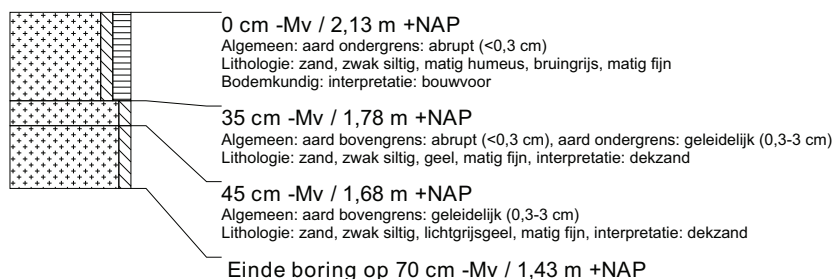 0 cm -Mv / 2,13 m +NAP
Algemeen: aard ondergrens: abrupt (<0,3 cm)
Lithologie: zand, zwak siltig, matig humeus, bruingrijs, matig fijn
Bodemkundig: interpretatie: bouwvoor
35 cm -Mv / 1,78 m +NAP
Algemeen: aard bovengrens: abrupt (<0,3 cm), aard ondergrens: geleidelijk (0,3-3 cm)
Lithologie: zand, zwak siltig, geel, matig fijn, interpretatie: dekzand
45 cm -Mv / 1,68 m +NAP
Algemeen: aard bovengrens: geleidelijk (0,3-3 cm)
Lithologie: zand, zwak siltig, lichtgrijsgeel, matig fijn, interpretatie: dekzand
Einde boring op 70 cm -Mv / 1,43 m +NAP